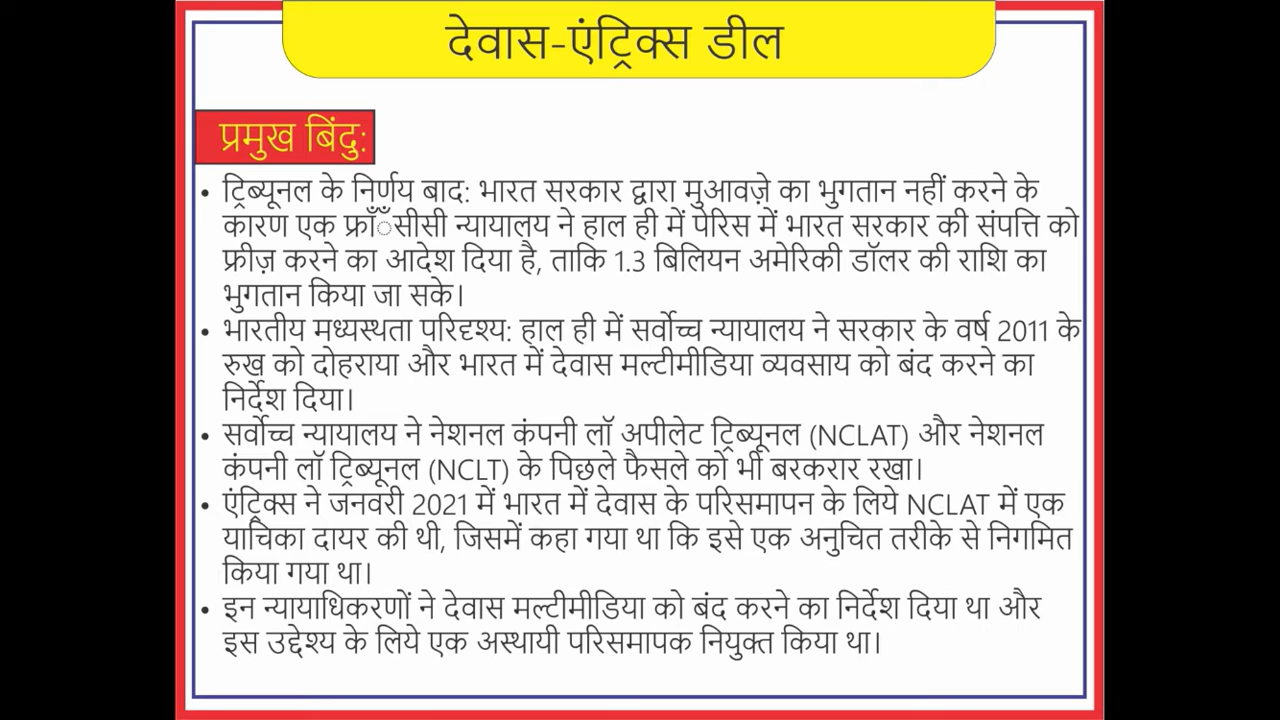 देवास-एंट्रिक्स डील
प्रमुख बिंदु:
• ट्रिब्यूनल के निर्णय बाद: भारत सरकार द्वारा मुआवज़े का भुगतान नहीं करने के
कारण एक फ्राँँसीसी न्यायालय ने हाल ही में पेरिस में भारत सरकार की संपत्ति को
फ्रीज़ करने का आदेश दिया है, ताकि 1.3 बिलियन अमेरिकी डॉलर की राशि का
भुगतान किया जा सके।
• भारतीय मध्यस्थता परिदृश्य: हाल ही में सर्वोच्च न्यायालय ने सरकार के वर्ष 2011 के
रुख को दोहराया और भारत में देवास मल्टीमीडिया व्यवसाय को बंद करने का
निर्देश दिया।
• सर्वोच्च न्यायालय ने नेशनल कंपनी लॉ अपीलेट ट्रिब्यूनल (NCLAT) और नेशनल
कंपनी लॉ ट्रिब्यूनल (NCLT) के पिछले फैसले को भी बरकरार रखा।
• एंट्रिक्स ने जनवरी 2021 में भारत में देवास के परिसमापन के लिये NCLAT में एक
याचिका दायर की थी, जिसमें कहा गया था कि इसे एक अनुचित तरीके से निगमित
किया गया था।
• इन न्यायाधिकरणों ने देवास मल्टीमीडिया को बंद करने का निर्देश दिया था और
इस उद्देश्य के लिये एक अस्थायी परिसमापक नियुक्त किया था।